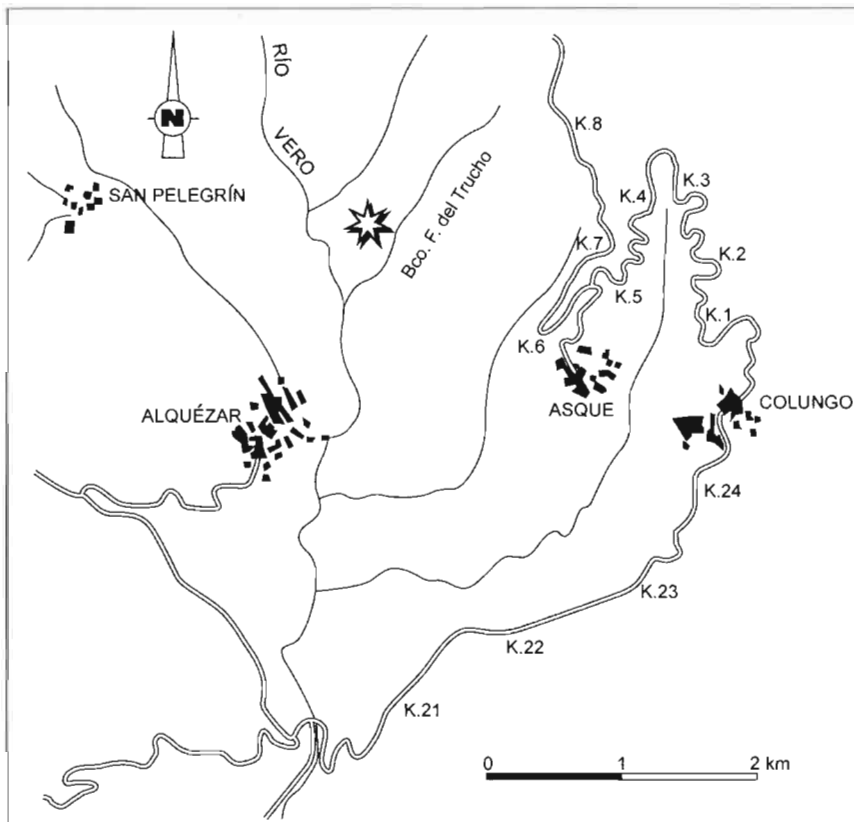 N
RÍO
VERO
Bco. F. del Trucho
SAN PELEGRÍN
K.8
K.7
K.4
K.3
K.2
K.5
K.1
K.6
ALQUÉZAR
ASQUE
COLUNGO
K.24
K.23
K.22
K.21
0 1 2 km